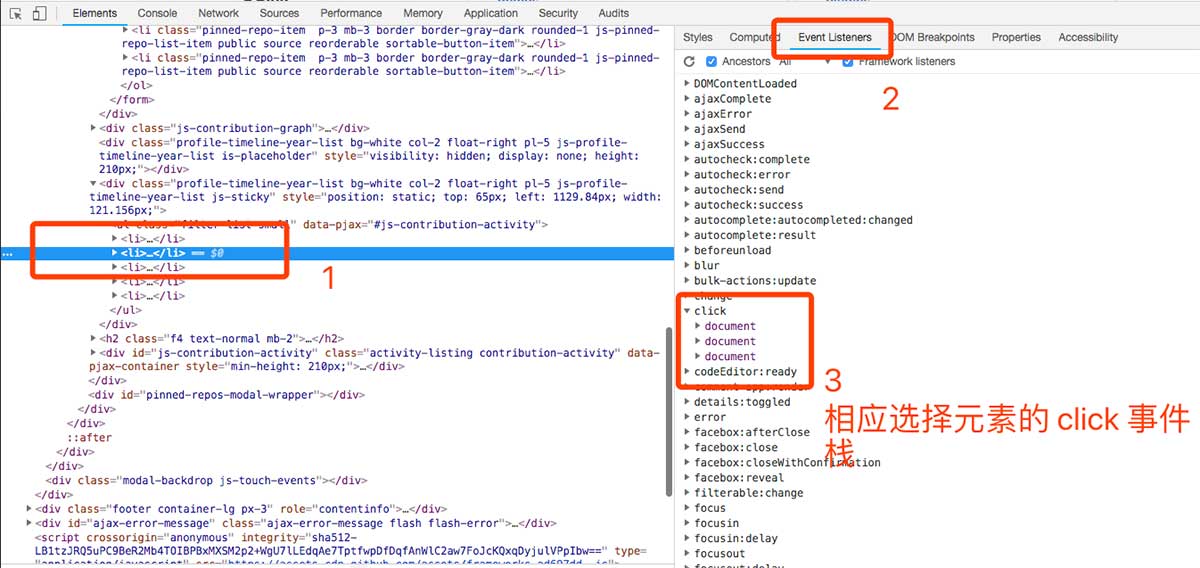 Elements Console Network Sources Performance Memory Application Security Audits
<li class="pinned-repo-item p-3 mb-3 border border-gray-dark rounded-1 js-pinned-
repo-list-item public source reorderable sortable-button-item">…</li>
<li class="pinned-repo-item p-3 mb-3 border border-gray-dark rounded-1 js-pinned-
repo-list-item public source reorderable sortable-button-item">…</li>
</ol>
</form>
</div>
<div class="js-contribution-graph">…</div>
<div class="profile-timeline-year-list bg-white col-2 float-right pl-5 js-profile-
timeline-year-list is-placeholder" style="visibility: hidden; display: none; height:
210px;"></div>
<div class="profile-timeline-year-list bg-white col-2 float-right pl-5 js-profile-
timeline-year-list js-sticky" style="position: static; top: 65px; left: 1129.84px; width:
121.156px;">
<ul class="filter-list small" data-pjax="#js-contribution-activity">
<li>…</li>
… <li>…</li> == $0
<li>…</li>
<li>…</li>
<li>…</li>
</ul>
</div>
<h2 class="f4 text-normal mb-2">…</h2>
<div id="js-contribution-activity" class="activity-listing contribution-activity" data-
pjax-container style="min-height: 210px;">…</div>
</div>
<div id="pinned-repos-modal-wrapper"></div>
</div>
</div>
::after
</div>
</div>
<div class="modal-backdrop js-touch-events"></div>
</div>
<div class="footer container-lg px-3" role="contentinfo">…</div>
<div id="ajax-error-message" class="ajax-error-message flash flash-error">…</div>
<script crossorigin="anonymous" integrity="sha512-
LB1tzJRQ5uPC9BeR2Mb4TOIBPBxMXSM2p2+WgU7lLEdqAe7TptfwpDfDqfAnWlC2aw7FoJcKQxqDyjulVPpIbw==" type=
1
Styles Computed Event Listeners DOM Breakpoints Properties Accessibility
Ancestors All Framework listeners
2
DOMContentLoaded
ajaxComplete
ajaxError
ajaxSend
ajaxSuccess
autocheck:complete
autocheck:error
autocheck:send
autocheck:success
autocomplete:autocompleted:changed
autocomplete:result
beforeunload
blur
bulk-actions:update
change
click
document
document
document
codeEditor:ready
details:toggled
error
facebox:afterClose
facebox:close
facebox:closeWithConfirmation
facebox:reveal
filterable:change
focus
focusin
focusin:delay
focusout
focusout:delay
3
相应选择元素的 click 事件
栈